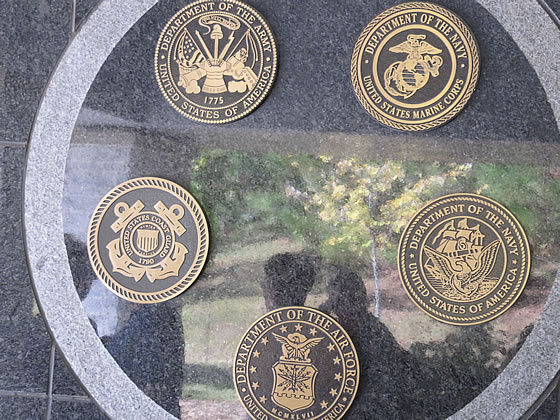 DEPARTMENT OF THE ARMY
1775
UNITED STATES OF AMERICA
DEPARTMENT OF THE NAVY
UNITED STATES MARINE CORPS
UNITED STATES COAST GUARD
1790
DEPARTMENT OF THE NAVY
UNITED STATES OF AMERICA
DEPARTMENT OF THE AIR FORCE
MCMXLVII